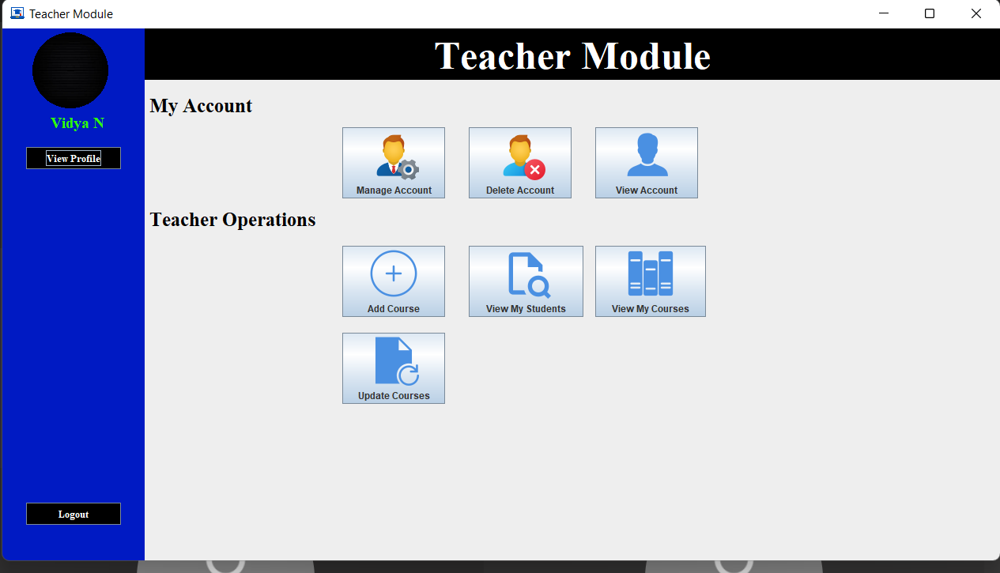 Teacher Module
Teacher Module
Vidya N
View Profile
My Account
Manage Account
Delete Account
View Account
Teacher Operations
Add Course
View My Students
View My Courses
Update Courses
Logout